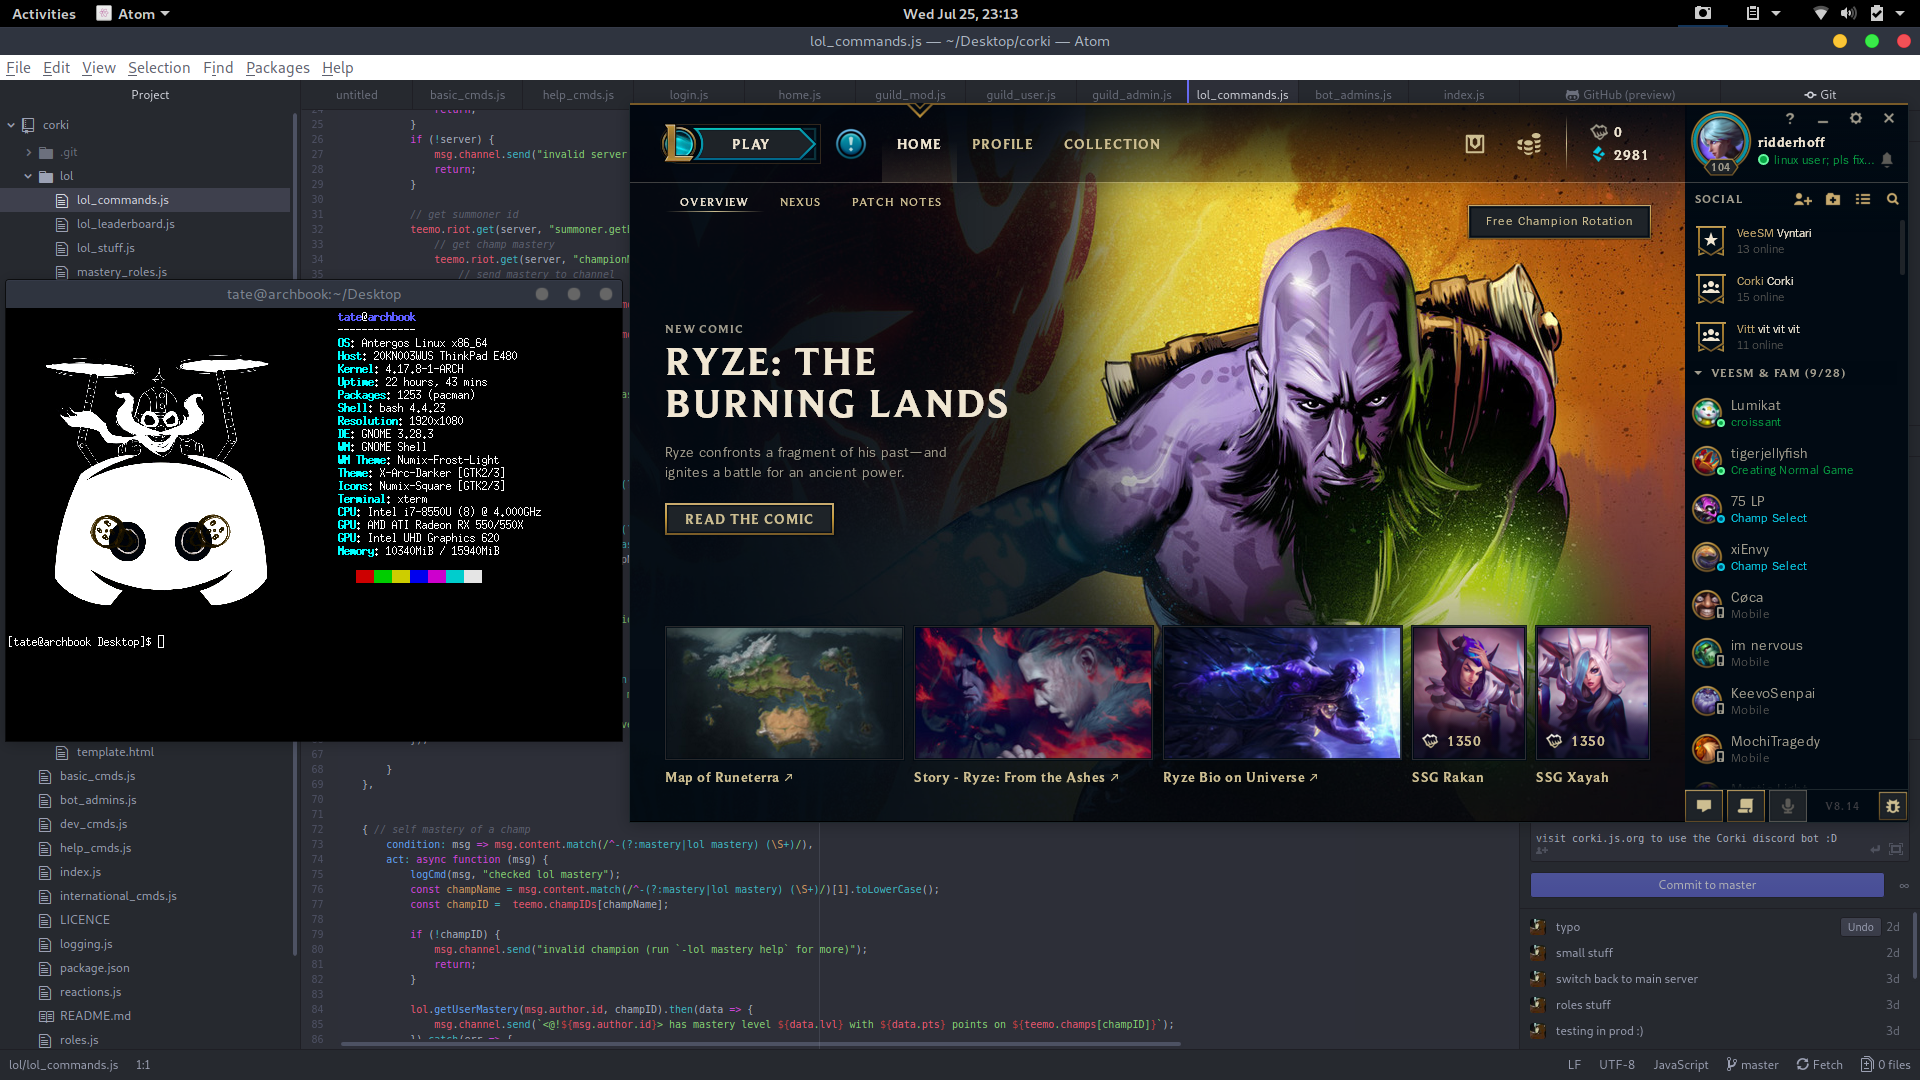 Activities Atom Wed Jul 25, 23:13
lol_commands.js — ~/Desktop/corki — Atom
File Edit View Selection Find Packages Help
Project
untitled basic_cmds.js help_cmds.js login.js home.js guild_mod.js guild_user.js guild_admin.js lol_commands.js bot_admins.js index.js GitHub (preview) Git
corki
.git
lol
lol_commands.js
lol_leaderboard.js
lol_stuff.js
mastery_roles.js
template.html
basic_cmds.js
bot_admins.js
dev_cmds.js
help_cmds.js
index.js
international_cmds.js
LICENCE
logging.js
package.json
reactions.js
README.md
roles.js
24 return;
25 }
26 if (!server) {
27 msg.channel.send("invalid server
28 return;
29 }
30
31 // get summoner id
32 teemo.riot.get(server, "summoner.get
33 // get champ mastery
34 teemo.riot.get(server, "champion
35 // send mastery to channel
tate@archbook:~/Desktop
tate@archbook
-------------
OS: Antergos Linux x86_64
Host: 20KN003WUS ThinkPad E480
Kernel: 4.17.8-1-ARCH
Uptime: 22 hours, 43 mins
Packages: 1253 (pacman)
Shell: bash 4.4.23
Resolution: 1920x1080
DE: GNOME 3.28.3
WM: GNOME Shell
WM Theme: Numix-Frost-Light
Theme: X-Arc-Darker [GTK2/3]
Icons: Numix-Square [GTK2/3]
Terminal: xterm
CPU: Intel i7-8550U (8) @ 4.000GHz
GPU: AMD ATI Radeon RX 550/550X
GPU: Intel UHD Graphics 620
Memory: 10340MiB / 15940MiB
[tate@archbook Desktop]$
PLAY HOME PROFILE COLLECTION
0
2981
OVERVIEW NEXUS PATCH NOTES
Free Champion Rotation
NEW COMIC
RYZE: THE
BURNING LANDS
Ryze confronts a fragment of his past—and
ignites a battle for an ancient power.
READ THE COMIC
1350 1350
Map of Runeterra ↗ Story - Ryze: From the Ashes ↗ Ryze Bio on Universe ↗ SSG Rakan SSG Xayah
104
ridderhoff
linux user; pls fix...
SOCIAL
VeeSM Vyntari
13 online
Corki Corki
15 online
Vitt vit vit vit
11 online
VEESM & FAM (9/28)
Lumikat
croissant
tigerjellyfish
Creating Normal Game
75 LP
Champ Select
xiEnvy
Champ Select
Cøca
Mobile
im nervous
Mobile
KeevoSenpai
Mobile
MochiTragedy
Mobile
V8.14
67 });
68 }
69 },
70
71
72 { // self mastery of a champ
73 condition: msg => msg.content.match(/^-(?:mastery|lol mastery) (\S+)/),
74 act: async function (msg) {
75 logCmd(msg, "checked lol mastery");
76 const champName = msg.content.match(/^-(?:mastery|lol mastery) (\S+)/)[1].toLowerCase();
77 const champID = teemo.champIDs[champName];
78
79 if (!champID) {
80 msg.channel.send("invalid champion (run `-lol mastery help` for more)");
81 return;
82 }
83
84 lol.getUserMastery(msg.author.id, champID).then(data => {
85 msg.channel.send(`<@!${msg.author.id}> has mastery level ${data.lvl} with ${data.pts} points on ${teemo.champs[champID]}`);
86 }).catch(err => {
visit corki.js.org to use the Corki discord bot :D
Commit to master
typo Undo 2d
small stuff 2d
switch back to main server 3d
roles stuff 3d
testing in prod :) 3d
lol/lol_commands.js 1:1 LF UTF-8 JavaScript master Fetch 0 files